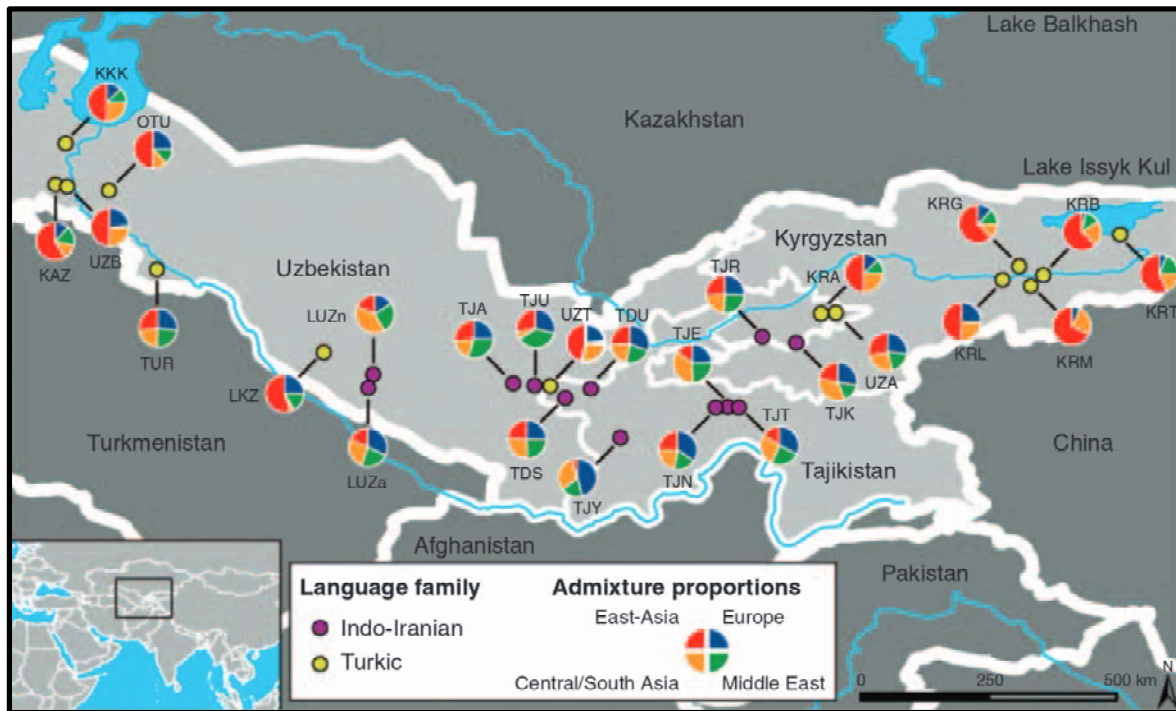 Lake Balkhash
KKK
OTU
Kazakhstan
Lake Issyk Kul
KRG
KRB
KAZ
UZB
Uzbekistan
Kyrgyzstan
TJR
KRA
KRT
LUZn
TJA
TJU
UZT
TDU
TJE
TUR
KRL
KRM
UZA
LKZ
TJK
TJT
China
Turkmenistan
LUZa
TDS
TJY
TJN
Tajikistan
Afghanistan
Pakistan
Language family
Indo-Iranian
Turkic
Admixture proportions
East-Asia
Europe
Central/South Asia
Middle East
N
0
250
500 km